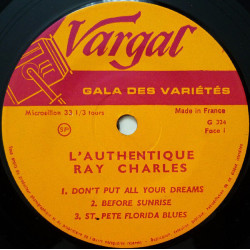 Vargal
GALA DES VARIÉTÉS
Microsillon 33 1/3 tours
Made in France
SP
G 334
Face 1
L'AUTHENTIQUE
RAY CHARLES
1. DON'T PUT ALL YOUR DREAMS
2. BEFORE SUNRISE
3. ST. PETE FLORIDA BLUES